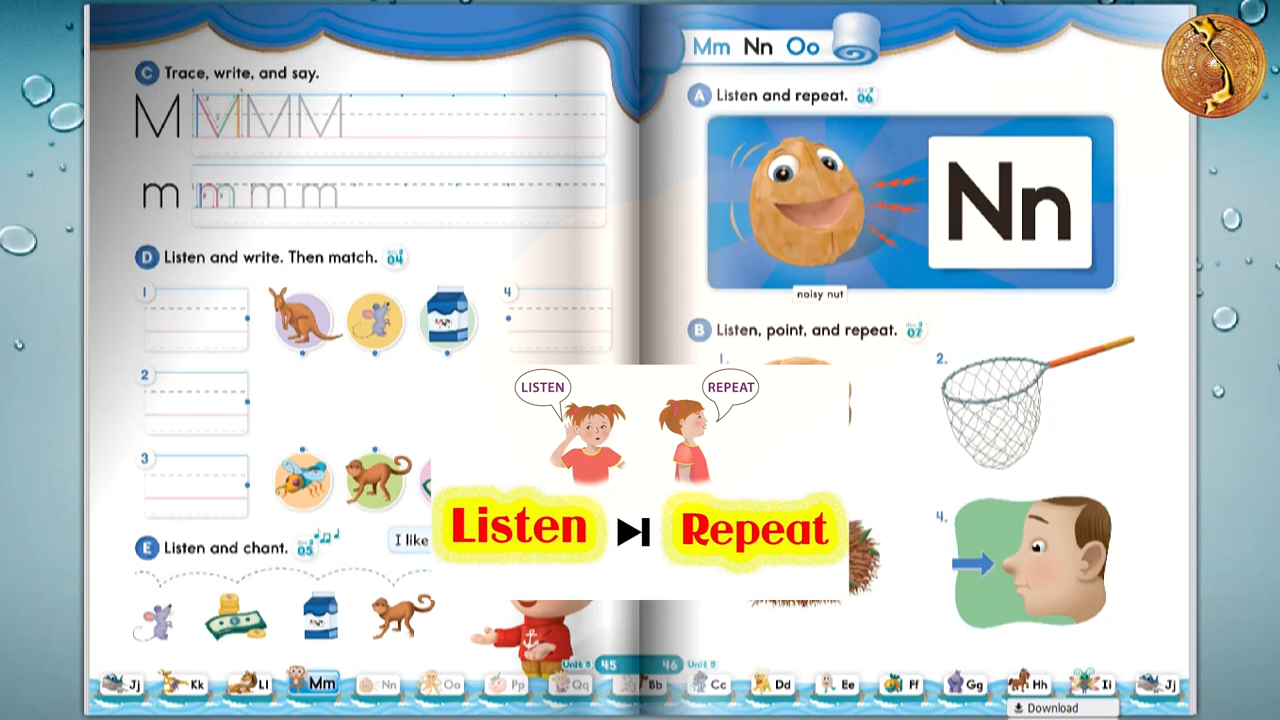 C Trace, write, and say.
M M M M
m m m m
D Listen and write. Then match. 04
1
4
2
3
E Listen and chant. 05
I like
Unit 5 45
Mm Nn Oo
A Listen and repeat. 06
Nn
noisy nut
B Listen, point, and repeat. 07
1.
2.
4.
46 Unit 5
LISTEN
REPEAT
Listen
Repeat
Jj Kk Ll Mm Nn Oo Pp Qq Bb Cc Dd Ee Ff Gg Hh Ii Jj
Download